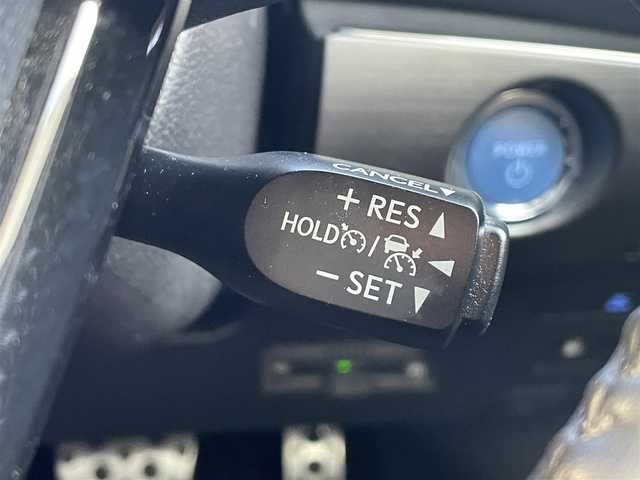 CANCEL▼
+ RES ▲
HOLD /
− SET ▼
POWER